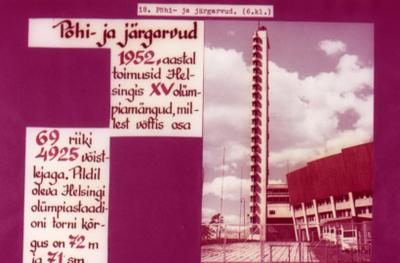 18. Põhi- ja järgarvud. (6.kl.)
Põhi- ja järgarvud
1952. aastal
toimusid Hel-
singis XV olüm-
piamängud, mil-
lest võttis osa
69 riiki
4925 võist-
lejaga. Pildil
oleva Helsingi
olümpiastaadi-
oni torni kõr-
gus on 72 m
ja 71 sm